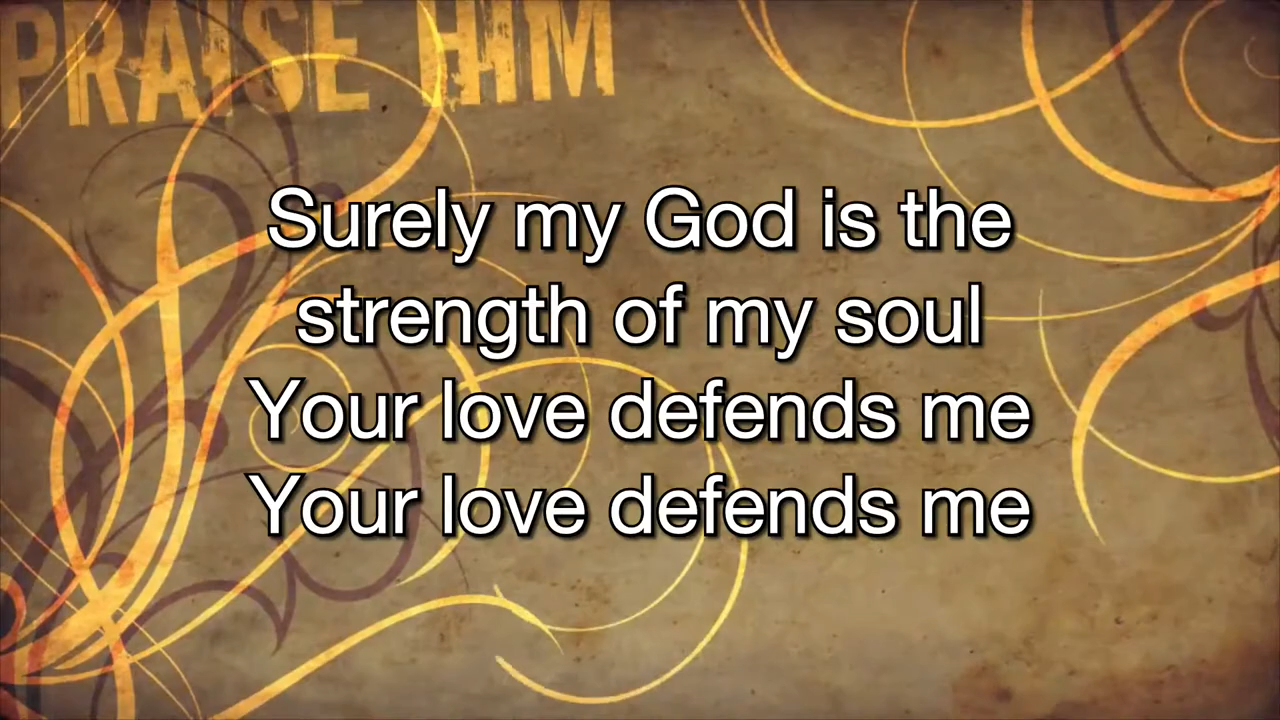 PRAISE HIM
Surely my God is the
strength of my soul
Your love defends me
Your love defends me